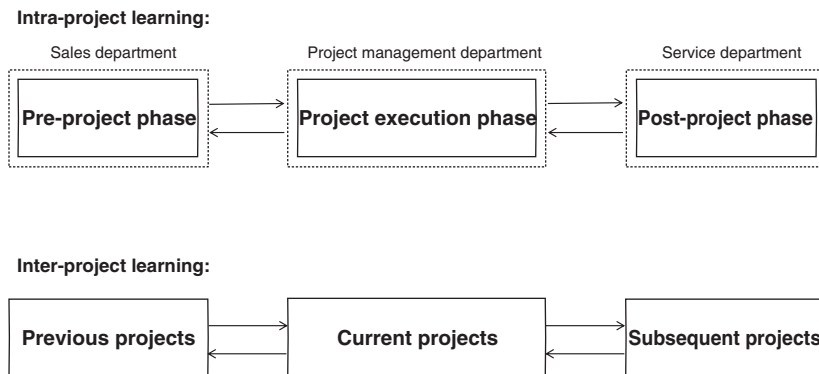 Intra-project learning:
Sales department Project management department Service department
Pre-project phase Project execution phase Post-project phase
Inter-project learning:
Previous projects Current projects Subsequent projects